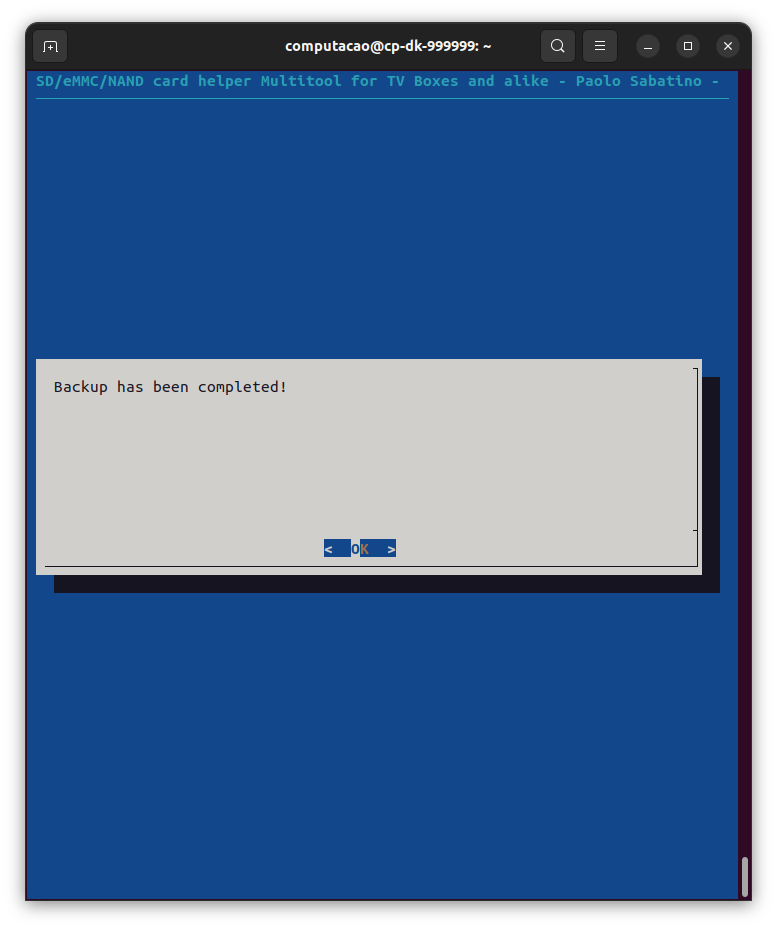 computacao@cp-dk-999999: ~
SD/eMMC/NAND card helper Multitool for TV Boxes and alike - Paolo Sabatino -
Backup has been completed!
<  OK  >